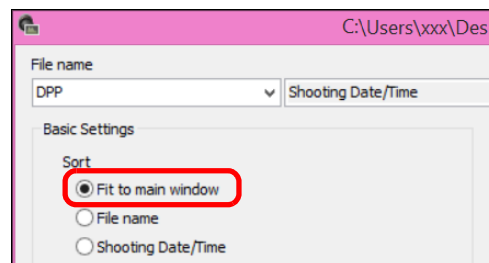 C:\Users\xxx\Des
File name
DPP Shooting Date/Time
Basic Settings
Sort
Fit to main window
File name
Shooting Date/Time